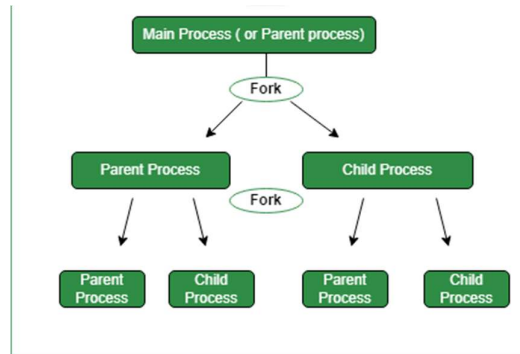 Main Process ( or Parent process)
Fork
Parent Process
Child Process
Fork
Parent
Process
Child
Process
Parent
Process
Child
Process